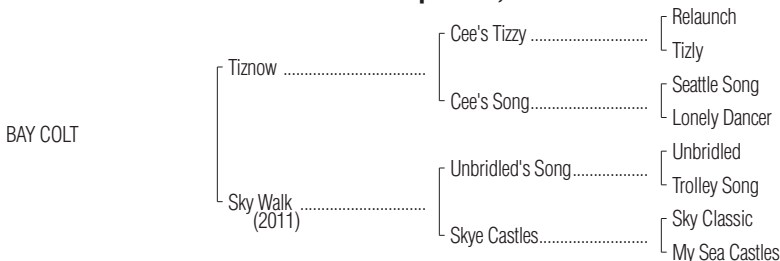 Relaunch
Cee's Tizzy
Tizly
Tiznow
Seattle Song
Cee's Song
Lonely Dancer
BAY COLT
Unbridled
Unbridled's Song
Trolley Song
Sky Walk
(2011)
Sky Classic
Skye Castles
My Sea Castles